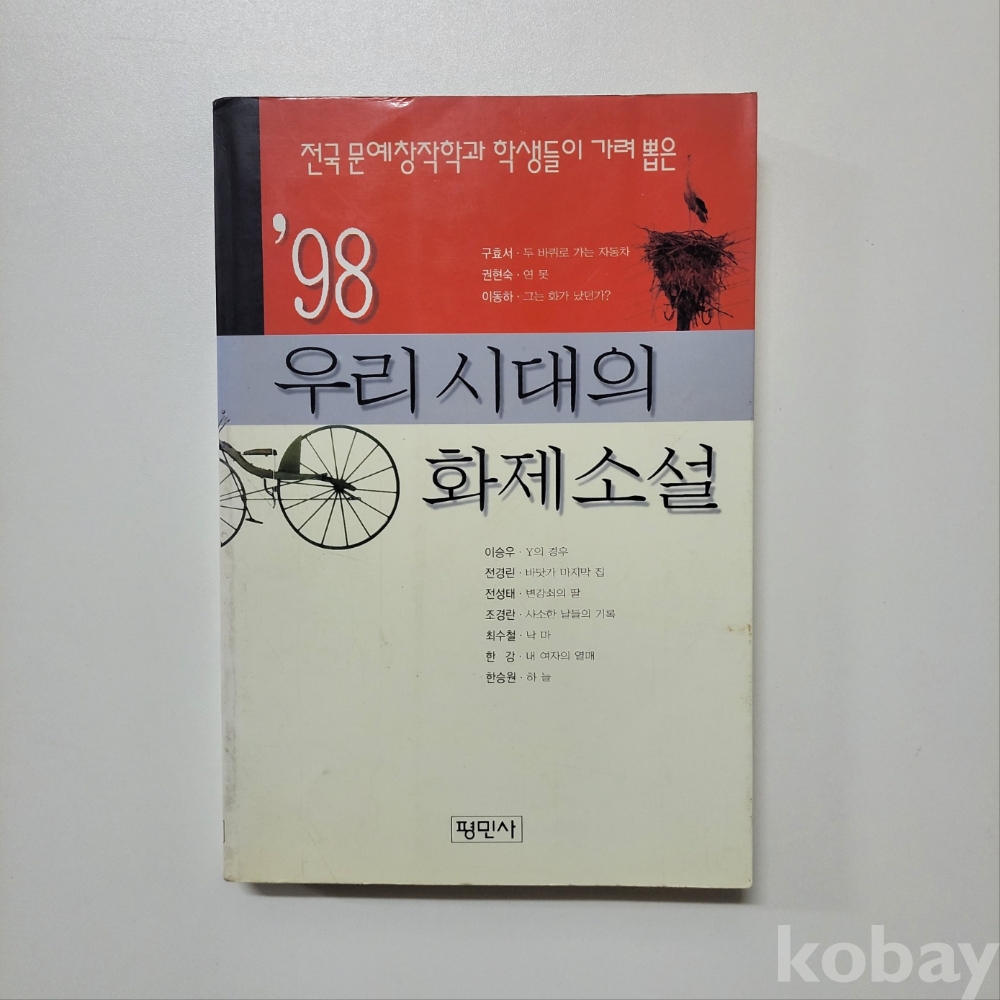 전국 문예창작학과 학생들이 가려 뽑은
'98
구효서 · 두 바퀴로 가는 자동차
권현숙 · 연 못
이동하 · 그는 화가 났던가?
우리 시대의
화제소설
이승우 · Y의 경우
전경린 · 바닷가 마지막 집
전성태 · 변강쇠의 딸
조경란 · 사소한 날들의 기록
최수철 · 낙 마
한 강 · 내 여자의 열매
한승원 · 하 늘
평민사
kobay